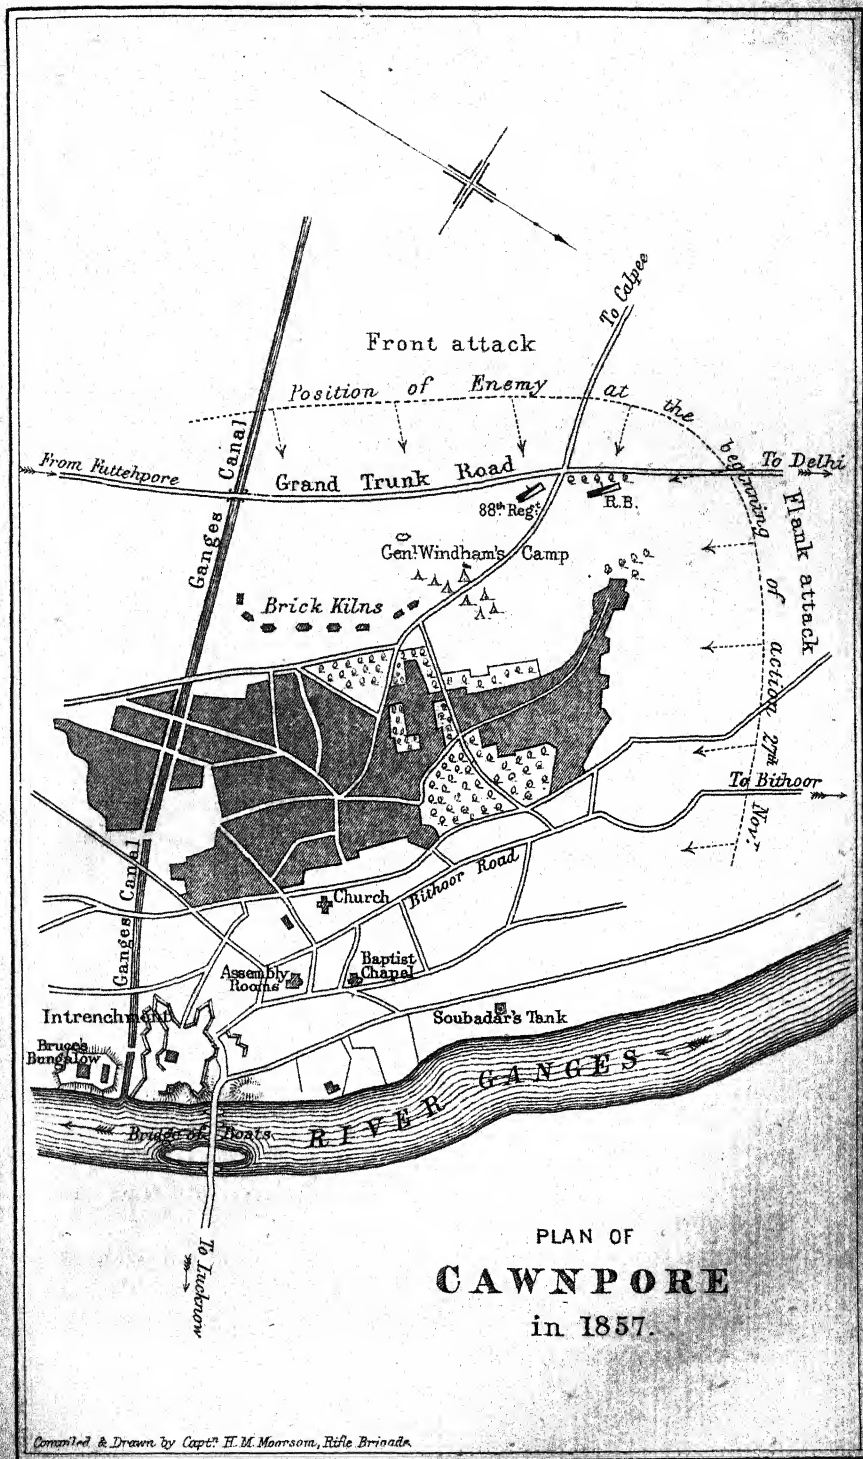 To Calpee
Front attack
Position of Enemy at the beginning of action 27th Novr.
Ganges Canal
From Futtehpore
Grand Trunk Road
To Delhi
88th Regt.
R.B.
Flank attack
Genl. Windham's Camp
Brick Kilns
To Bithoor
Ganges Canal
Church
Bithoor Road
Assembly
Rooms
Baptist
Chapel
Intrenchment
Soubadar's Tank
Bruce's
Bungalow
RIVER GANGES
Bridge of Boats
To Lucknow
PLAN OF
CAWNPORE
in 1857.
Compiled & Drawn by Captn. H. M. Moorsom, Rifle Brigade